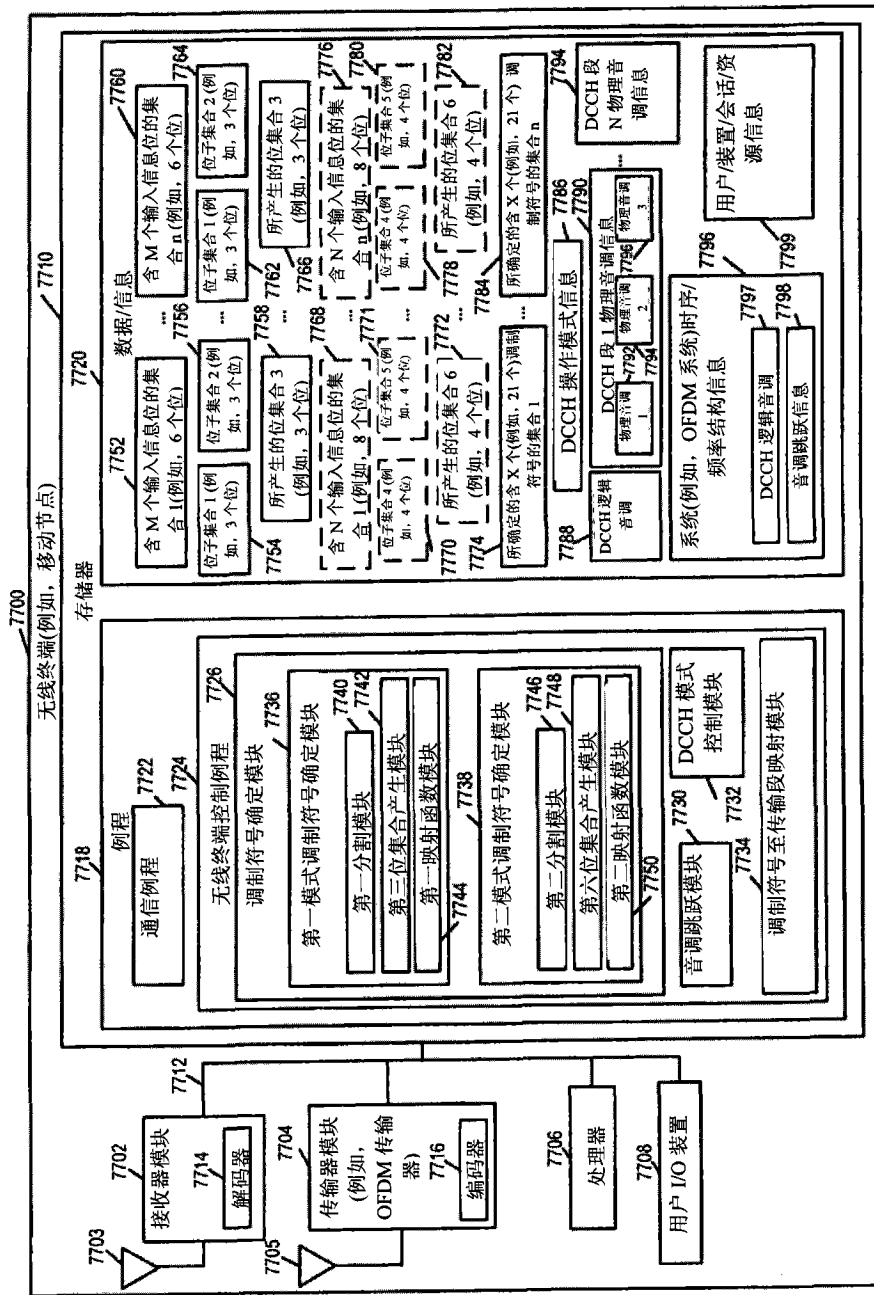 7700
无线终端(例如，移动节点)
7710
7703
7702
接收器模块
7714
解码器
7712
7705
7704
传输器模块
(例如，
OFDM 传输
器)
7716
编码器
7706
处理器
7708
用户 I/O 装置
存储器
7718
例程
7722
通信例程
7724
无线终端控制例程
7726
调制符号确定模块
7736
第一模式调制符号确定模块
7740
第一分割模块
7742
第三位集合产生模块
第一映射函数模块
7744
7738
第二模式调制符号确定模块
7746
第二分割模块
7748
第六位集合产生模块
第二映射函数模块
7750
7730
音调跳跃模块
7732
DCCH 模式
控制模块
7734
调制符号至传输段映射模块
7720
数据/信息
7752
含 M 个输入信息位的集
合 1(例如，6 个位)
...
7760
含 M 个输入信息位的集
合 n(例如，6 个位)
7754
位子集合 1 (例
如，3 个位)
7756
位子集合 2 (例
如，3 个位)
7762
位子集合 1 (例
如，3 个位)
7764
位子集合 2 (例
如，3 个位)
7758
所产生的位集合 3
(例如，3 个位)
...
7766
所产生的位集合 3
(例如，3 个位)
7768
含 N 个输入信息位的集
合 1(例如，8 个位)
...
7776
含 N 个输入信息位的集
合 n(例如，8 个位)
7770
位子集合 4 (例
如，4 个位)
7771
位子集合 5 (例
如，4 个位)
...
7778
位子集合 4 (例
如，4 个位)
7780
位子集合 5 (例
如，4 个位)
7772
所产生的位集合 6
(例如，4 个位)
...
7782
所产生的位集合 6
(例如，4 个位)
7774
所确定的含 X 个(例如，21 个)调制
符号的集合 1
...
7784
所确定的含 X 个(例如，21 个) 调
制符号的集合 n
7786
DCCH 操作模式信息
7788
DCCH 逻辑
音调
7790
DCCH 段 1 物理音调信息
7792
物理音调
1
7794
物理音调
2
7796
物理音调
3
...
7794
DCCH 段
N 物理音
调信息
7796
系统(例如，OFDM 系统)时序/
频率结构信息
7797
DCCH 逻辑音调
7798
音调跳跃信息
7799
用户/装置/会话/资
源信息